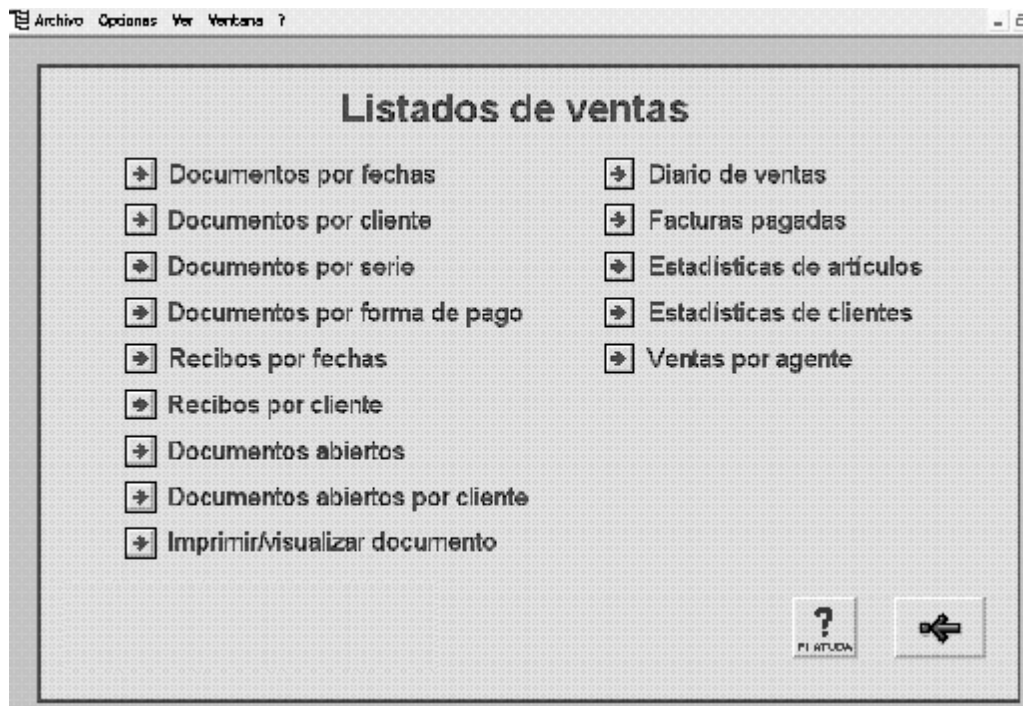 Archivo Opciones Ver Ventana ?
Listados de ventas
Documentos por fechas
Documentos por cliente
Documentos por serie
Documentos por forma de pago
Recibos por fechas
Recibos por cliente
Documentos abiertos
Documentos abiertos por cliente
Imprimir/visualizar documento
Diario de ventas
Facturas pagadas
Estadísticas de artículos
Estadísticas de clientes
Ventas por agente
?
F1 AYUDA